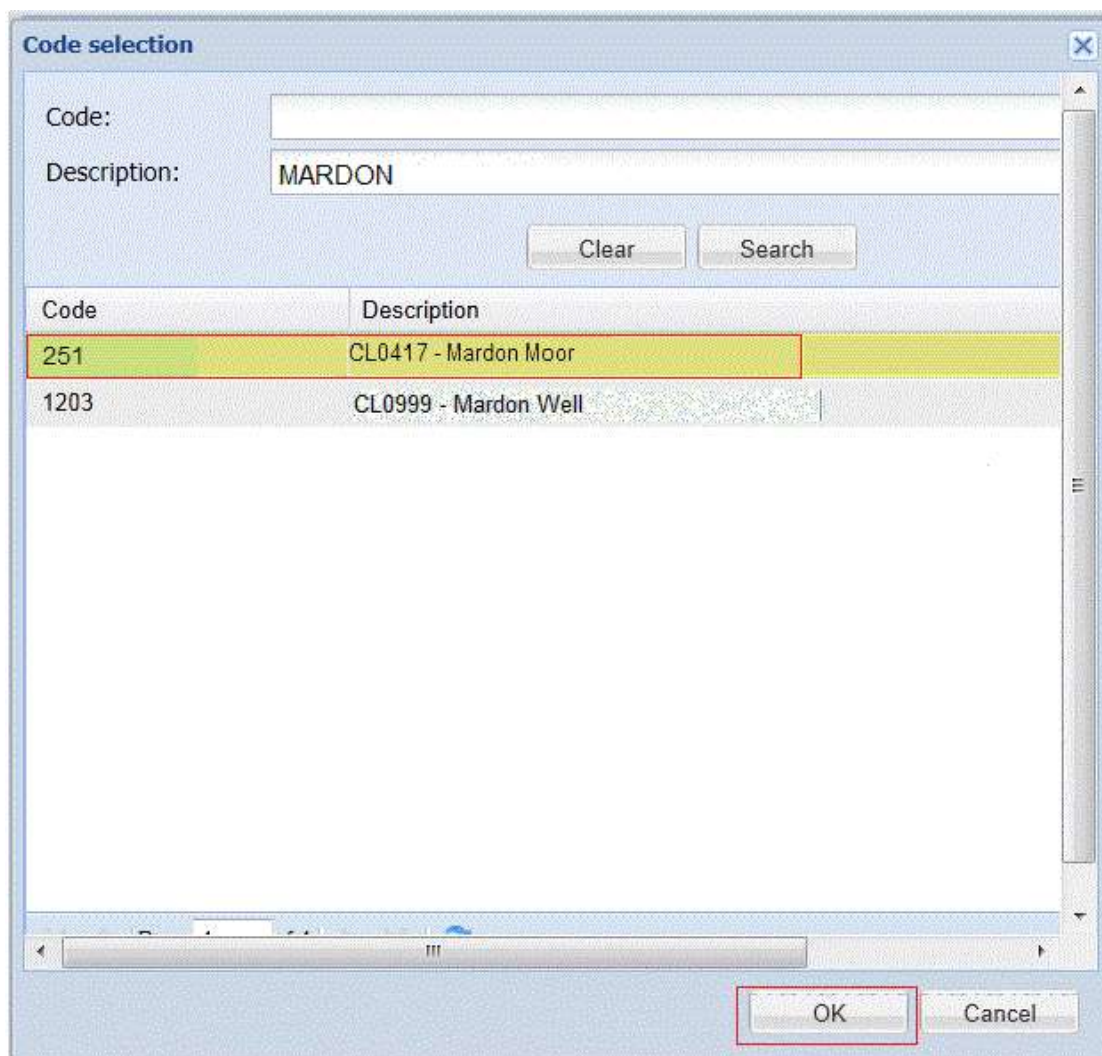 Code selection
Code:
Description: MARDON
Clear Search
Code Description
251 CL0417 - Mardon Moor
1203 CL0999 - Mardon Well
OK Cancel